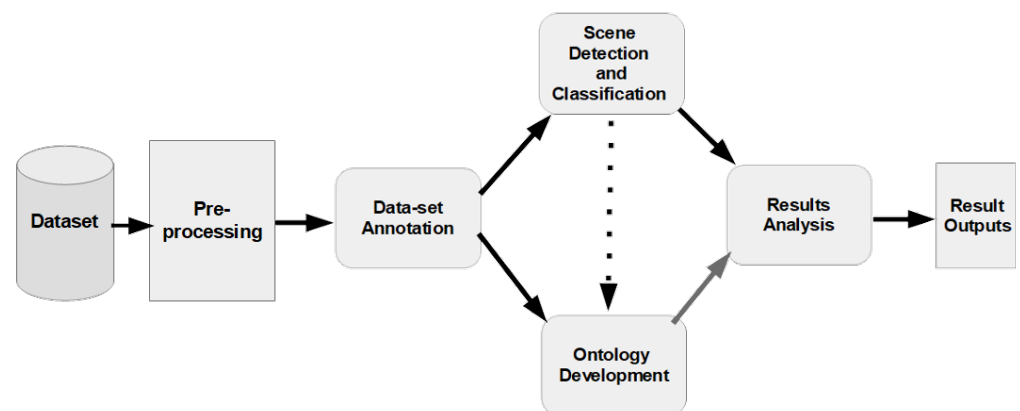 Dataset
Pre-
processing
Data-set
Annotation
Scene
Detection
and
Classification
Ontology
Development
Results
Analysis
Result
Outputs